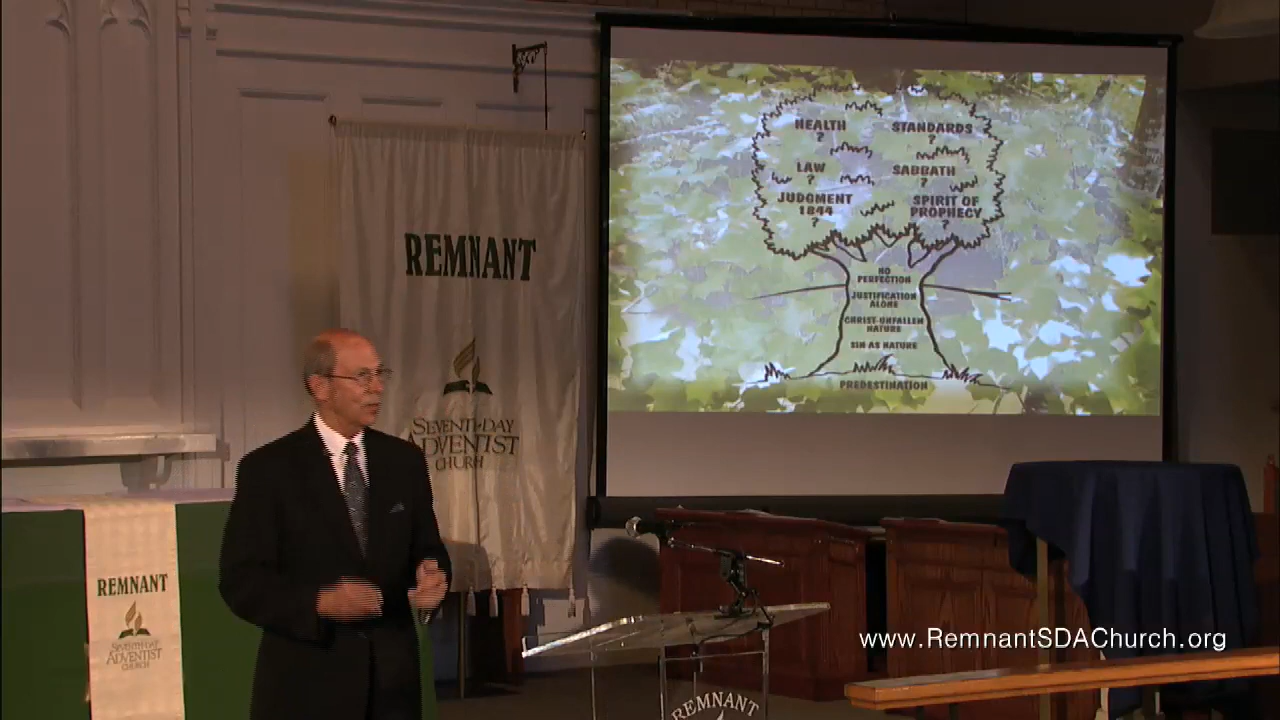 REMNANT
SEVENTH-DAY
ADVENTIST
CHURCH
HEALTH
?
STANDARDS
?
LAW
?
SABBATH
?
JUDGMENT
1844
?
SPIRIT OF
PROPHECY
?
NO
PERFECTION
JUSTIFICATION
ALONE
CHRIST-UNFALLEN
NATURE
SIN AS NATURE
PREDESTINATION
REMNANT
SEVENTH-DAY
ADVENTIST
CHURCH
REMNANT
www.RemnantSDAChurch.org